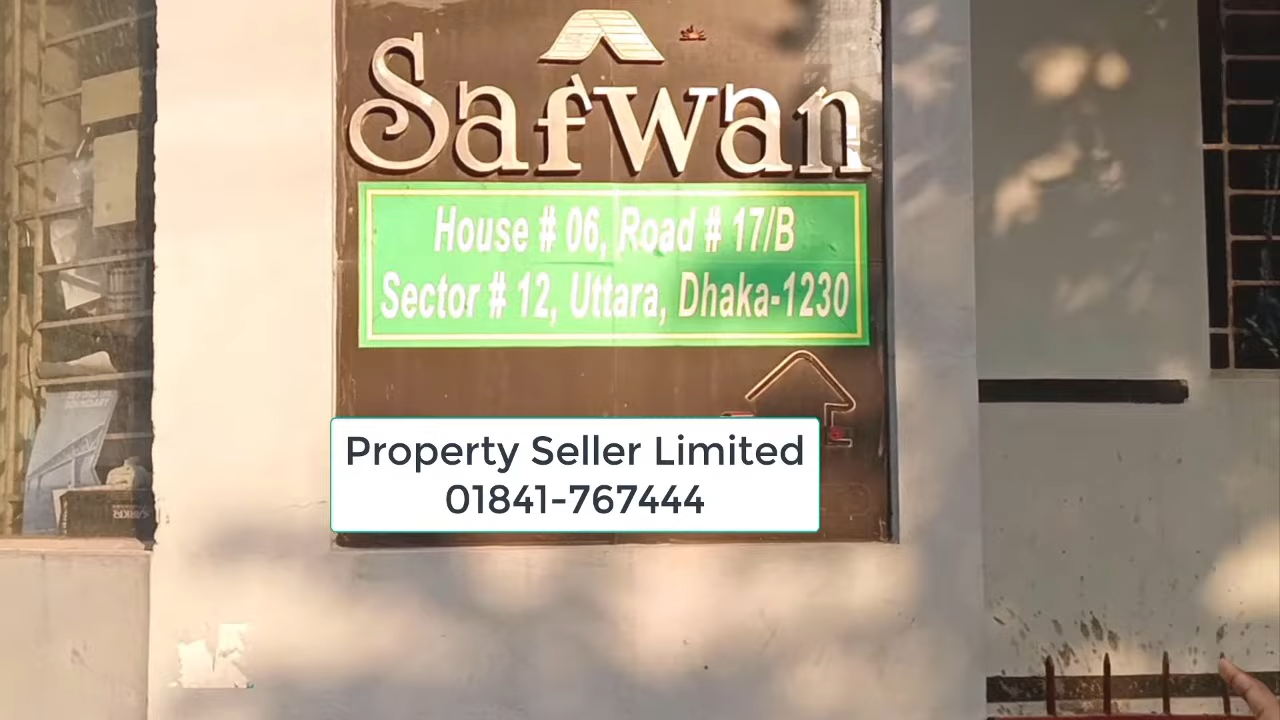 Safwan
House # 06, Road # 17/B
Sector # 12, Uttara, Dhaka-1230
Property Seller Limited
01841-767444